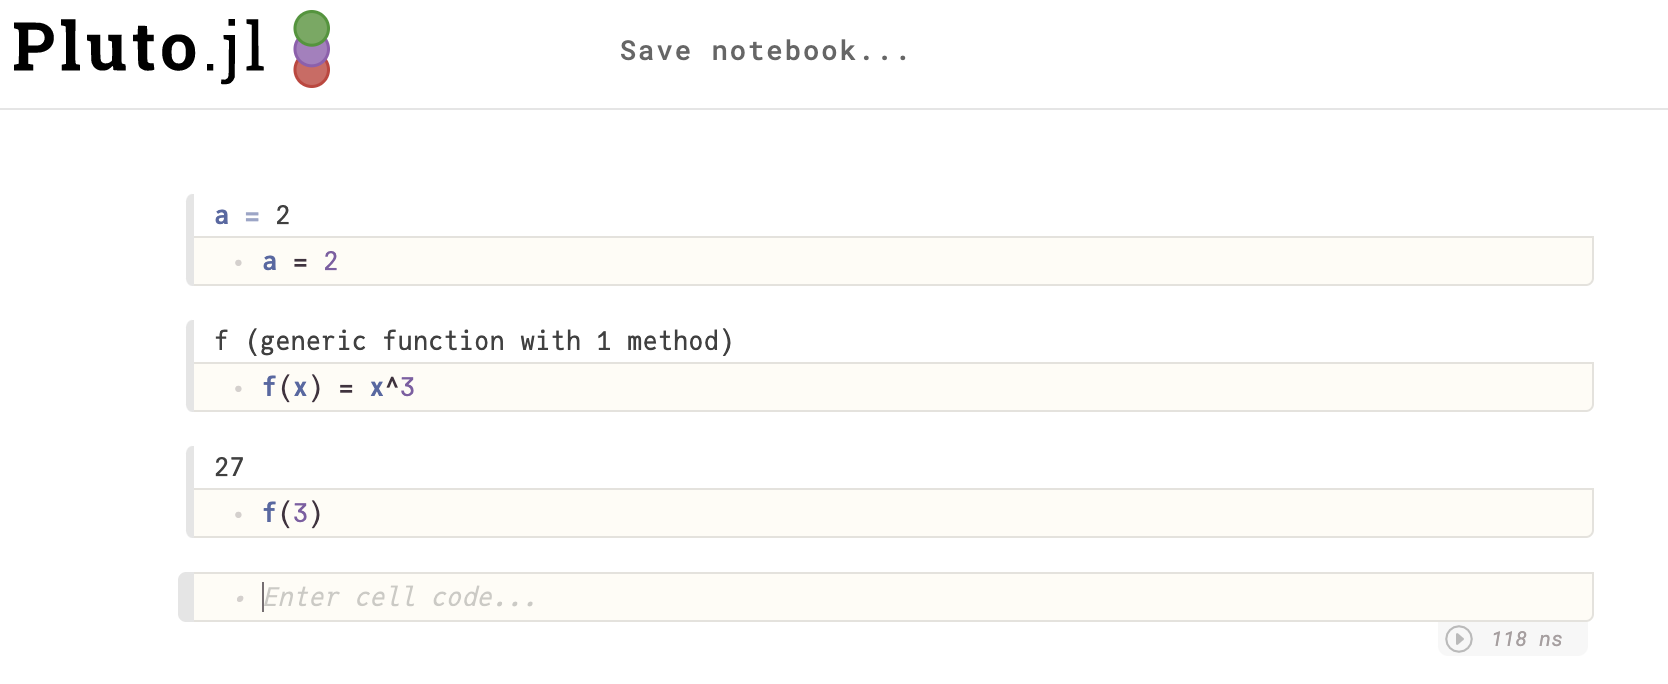 Pluto.jl
Save notebook...
a = 2
a = 2
f (generic function with 1 method)
f(x) = x^3
27
f(3)
Enter cell code...
118 ns